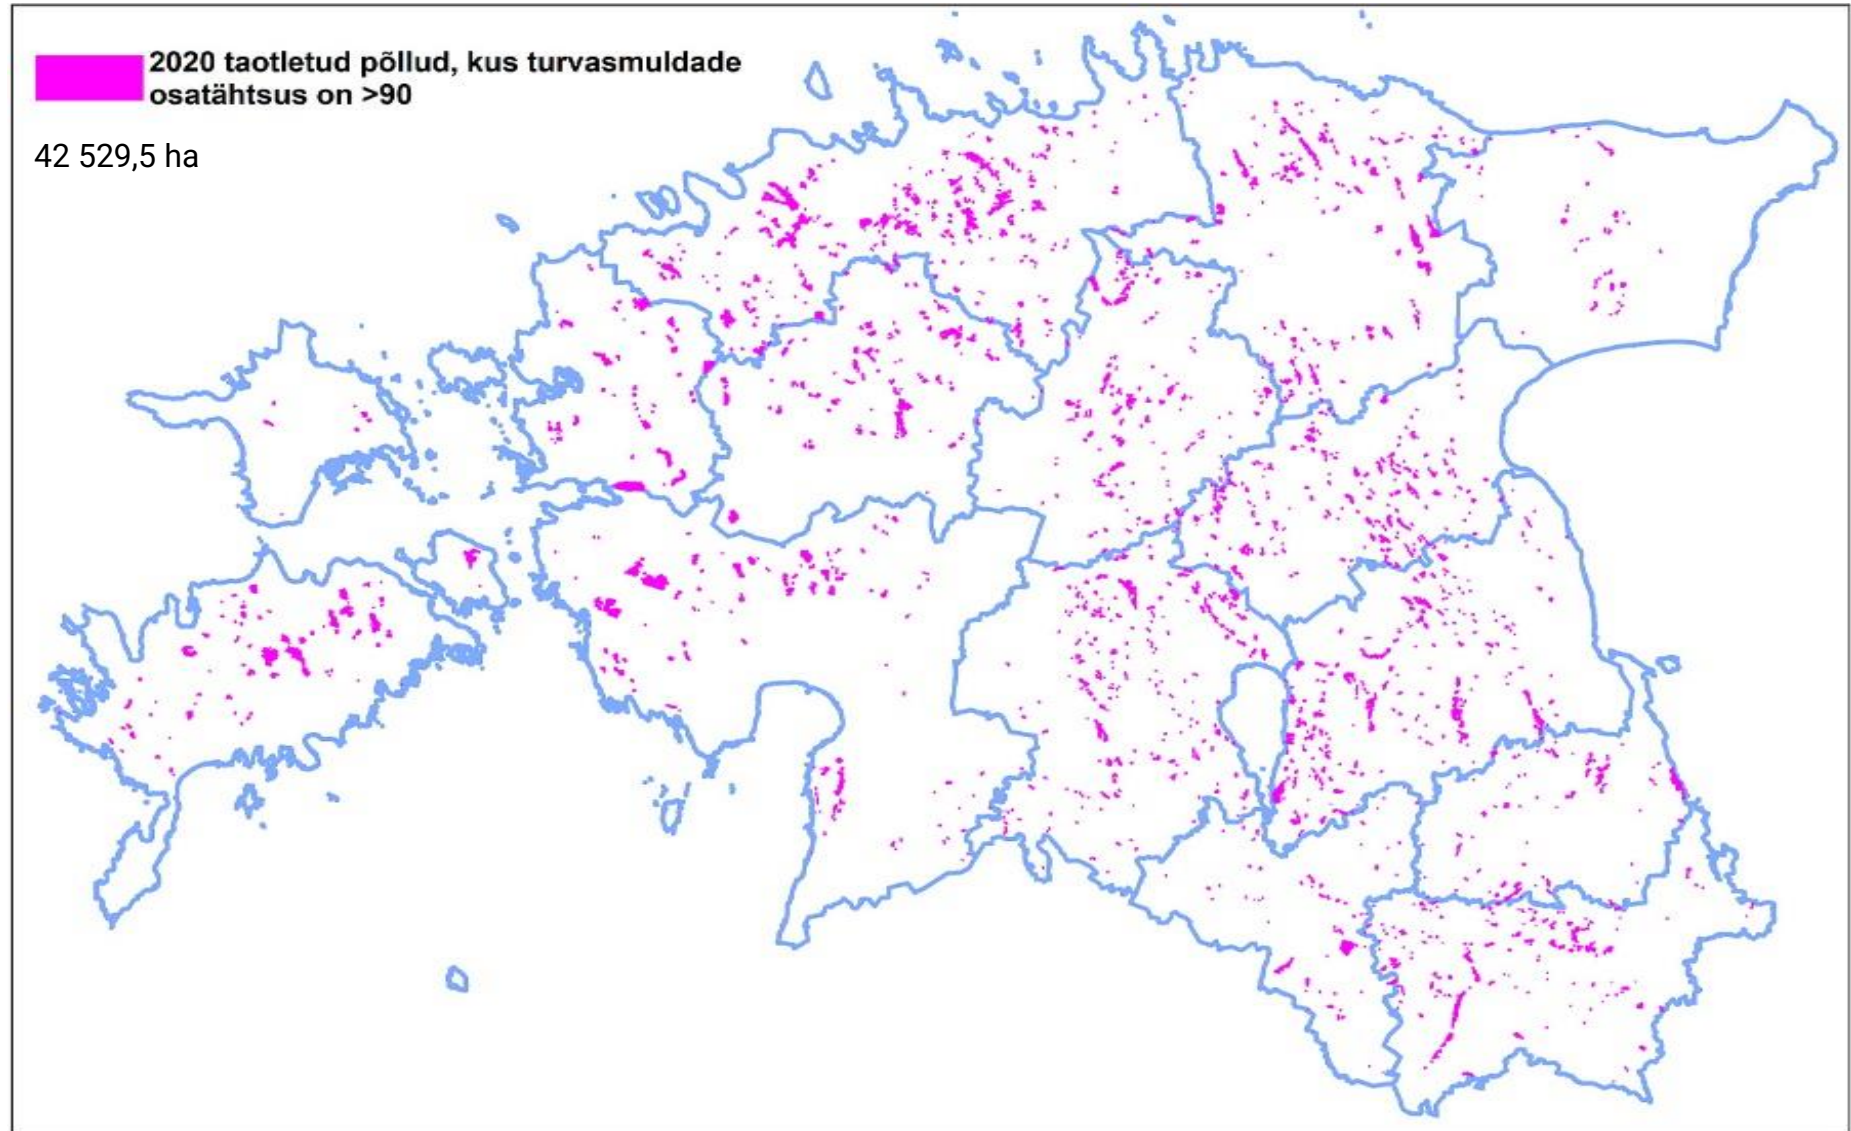 2020 taotletud põllud, kus turvasmuldade
osatähtsus on >90
42 529,5 ha